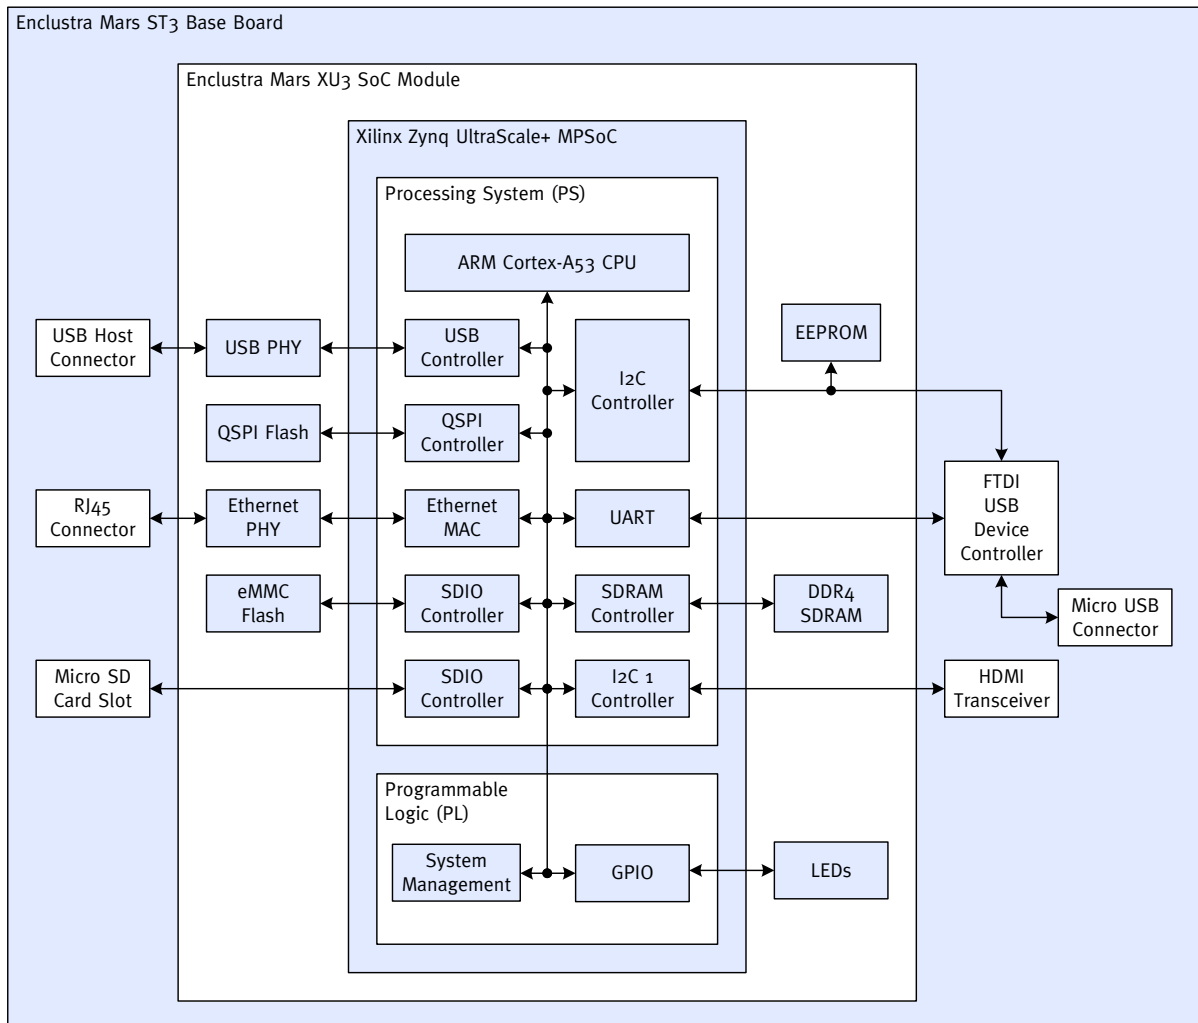 Enclustra Mars ST3 Base Board
Enclustra Mars XU3 SoC Module
Xilinx Zynq UltraScale+ MPSoC
Processing System (PS)
ARM Cortex-A53 CPU
USB Host
Connector
USB PHY
USB
Controller
I2C
Controller
EEPROM
QSPI Flash
QSPI
Controller
RJ45
Connector
Ethernet
PHY
Ethernet
MAC
UART
FTDI
USB
Device
Controller
eMMC
Flash
SDIO
Controller
SDRAM
Controller
DDR4
SDRAM
Micro USB
Connector
Micro SD
Card Slot
SDIO
Controller
I2C 1
Controller
HDMI
Transceiver
Programmable
Logic (PL)
System
Management
GPIO
LEDs